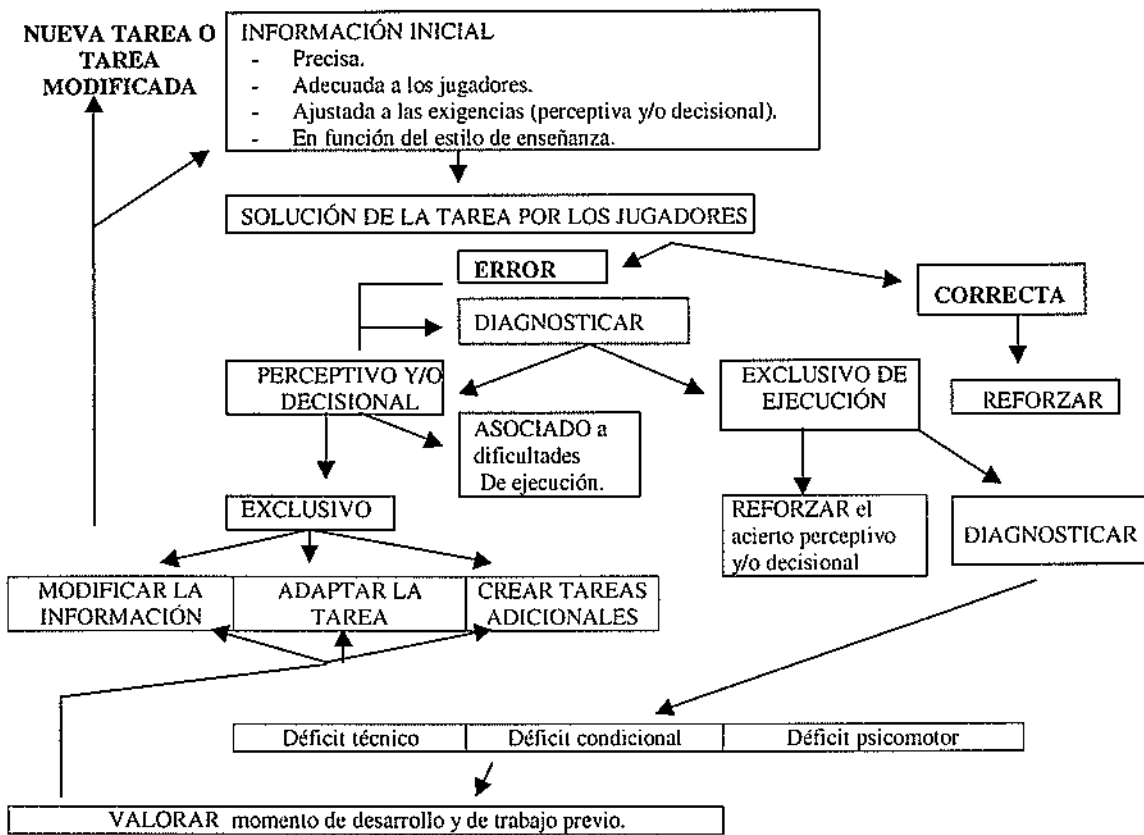 NUEVA TAREA O
TAREA
MODIFICADA
INFORMACIÓN INICIAL
- Precisa.
- Adecuada a los jugadores.
- Ajustada a las exigencias (perceptiva y/o decisional).
- En función del estilo de enseñanza.
SOLUCIÓN DE LA TAREA POR LOS JUGADORES
ERROR
CORRECTA
DIAGNOSTICAR
PERCEPTIVO Y/O
DECISIONAL
EXCLUSIVO DE
EJECUCIÓN
REFORZAR
ASOCIADO a
dificultades
De ejecución.
EXCLUSIVO
REFORZAR el
acierto perceptivo
y/o decisional
DIAGNOSTICAR
MODIFICAR LA
INFORMACIÓN
ADAPTAR LA
TAREA
CREAR TAREAS
ADICIONALES
Déficit técnico
Déficit condicional
Déficit psicomotor
VALORAR momento de desarrollo y de trabajo previo.